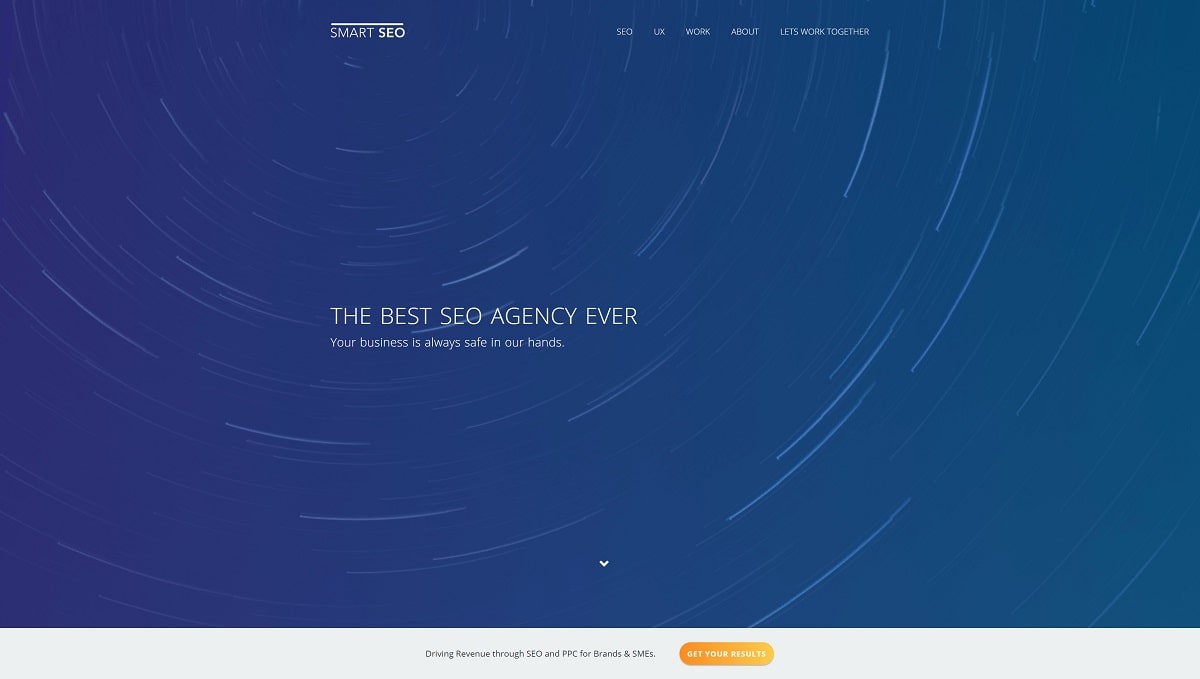 SMART SEO
SEO UX WORK ABOUT LETS WORK TOGETHER
THE BEST SEO AGENCY EVER
Your business is always safe in our hands.
Driving Revenue through SEO and PPC for Brands & SMEs.
GET YOUR RESULTS